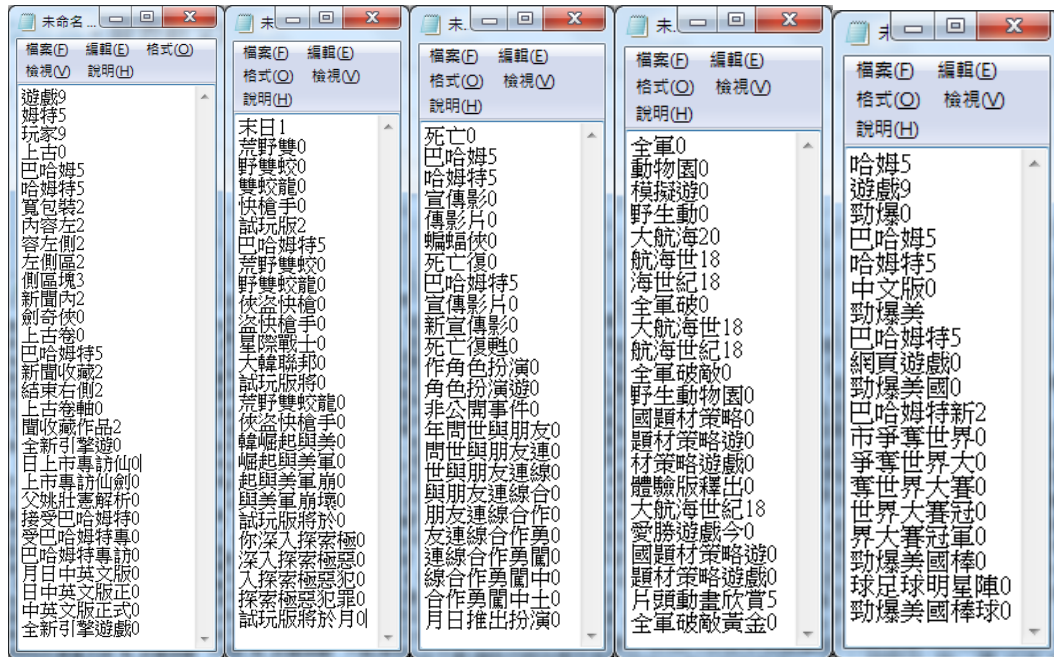 未命名 ...
檔案(F) 編輯(E) 格式(O)
檢視(V) 說明(H)
遊戲9
姆特5
玩家9
上古0
巴哈姆5
哈姆特5
寬包裝2
內容左2
容左側2
左側區2
側區塊3
新聞內2
劍奇俠0
上古卷0
巴哈姆特5
新聞收藏2
結束右側2
上古卷軸0
聞收藏作品2
全新引擎遊0
日上市專訪仙0
上市專訪仙劍0
父姚壯憲解析0
接受巴哈姆特0
受巴哈姆特專0
巴哈姆特專訪0
月日中英文版0
日中英文版正0
中英文版正式0
全新引擎遊戲0
未
檔案(F) 編輯(E)
格式(O) 檢視(V)
說明(H)
末日1
荒野雙0
野雙蛟0
雙蛟龍0
快槍手0
試玩版2
巴哈姆特5
荒野雙蛟0
野雙蛟龍0
俠盜快槍0
盜快槍手0
星際戰士0
大韓聯邦0
試玩版將0
荒野雙蛟龍0
俠盜快槍手0
韓崛起與美0
崛起與美軍0
起與美軍崩0
與美軍崩壞0
試玩版將於0
你深入探索極0
深入探索極惡0
入探索極惡犯0
探索極惡犯罪0
試玩版將於月0
未...
檔案(F) 編輯(E)
格式(O) 檢視(V)
說明(H)
死亡0
巴哈姆5
哈姆特5
宣傳影0
傳影片0
蝙蝠俠0
死亡復0
巴哈姆特5
宣傳影片0
新宣傳影0
死亡復甦0
作角色扮演0
角色扮演遊0
非公開事件0
年問世與朋友0
問世與朋友連0
世與朋友連線0
與朋友連線合0
朋友連線合作0
友連線合作勇0
連線合作勇闖0
線合作勇闖中0
合作勇闖中土0
月日推出扮演0
未.
檔案(F) 編輯(E)
格式(O) 檢視(V)
說明(H)
全軍0
動物園0
模擬遊0
野生動0
大航海20
航海世18
海世紀18
全軍破0
大航海世18
航海世紀18
全軍破敵0
野生動物園0
國題材策略0
題材策略遊0
材策略遊戲0
體驗版釋出0
大航海世紀18
愛勝遊戲今0
國題材策略遊0
題材策略遊戲0
片頭動畫欣賞5
全軍破敵黃金0
檔案(F) 編輯(E)
格式(O) 檢視(V)
說明(H)
哈姆5
遊戲9
勁爆0
巴哈姆5
哈姆特5
中文版0
勁爆美
巴哈姆特5
網頁遊戲0
勁爆美國0
巴哈姆特新2
市爭奪世界0
爭奪世界大0
奪世界大賽0
世界大賽冠0
界大賽冠軍0
勁爆美國棒0
球足球明星陣0
勁爆美國棒球0